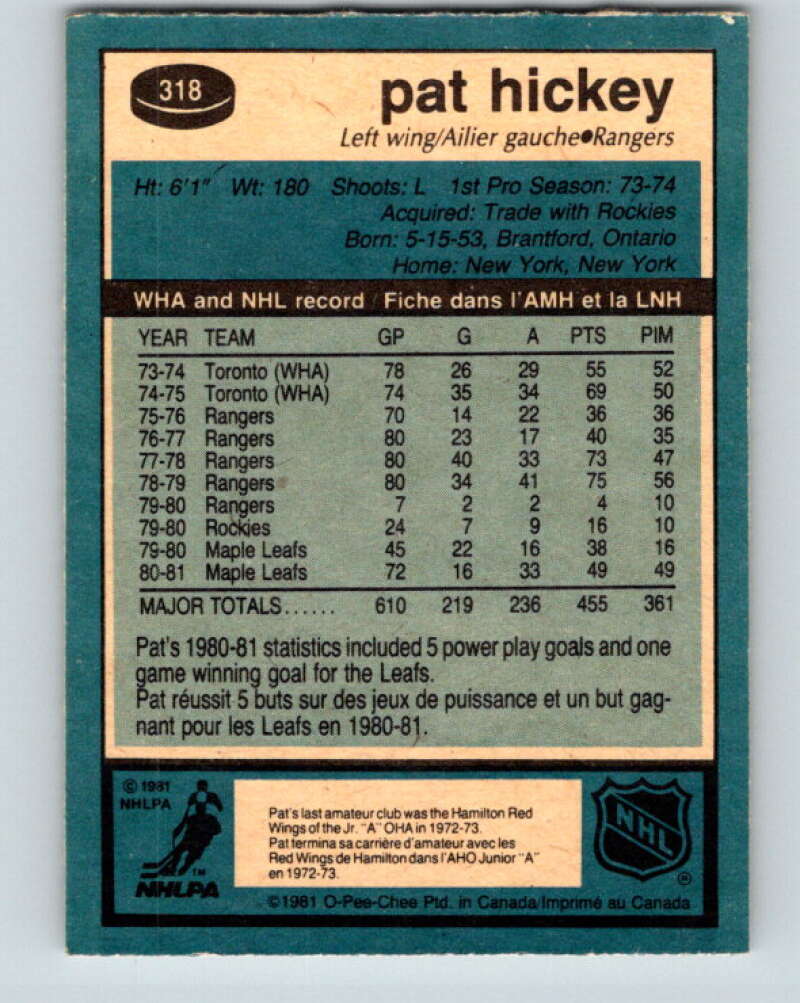 318
pat hickey
Left wing/Ailier gauche●Rangers
Ht: 6'1" Wt: 180 Shoots: L 1st Pro Season: 73-74
Acquired: Trade with Rockies
Born: 5-15-53, Brantford, Ontario
Home: New York, New York
WHA and NHL record / Fiche dans l'AMH et la LNH
YEAR TEAM GP G A PTS PIM
73-74 Toronto (WHA) 78 26 29 55 52
74-75 Toronto (WHA) 74 35 34 69 50
75-76 Rangers 70 14 22 36 36
76-77 Rangers 80 23 17 40 35
77-78 Rangers 80 40 33 73 47
78-79 Rangers 80 34 41 75 56
79-80 Rangers 7 2 2 4 10
79-80 Rockies 24 7 9 16 10
79-80 Maple Leafs 45 22 16 38 16
80-81 Maple Leafs 72 16 33 49 49
MAJOR TOTALS...... 610 219 236 455 361
Pat's 1980-81 statistics included 5 power play goals and one
game winning goal for the Leafs.
Pat réussit 5 buts sur des jeux de puissance et un but gag-
nant pour les Leafs en 1980-81.
© 1981
NHLPA
TM
NHLPA
Pat's last amateur club was the Hamilton Red
Wings of the Jr. "A" OHA in 1972-73.
Pat termina sa carrière d'amateur avec les
Red Wings de Hamilton dans l'AHO Junior "A"
en 1972-73.
NHL
®
©1981 O-Pee-Chee Ptd. in Canada/Imprimé au Canada